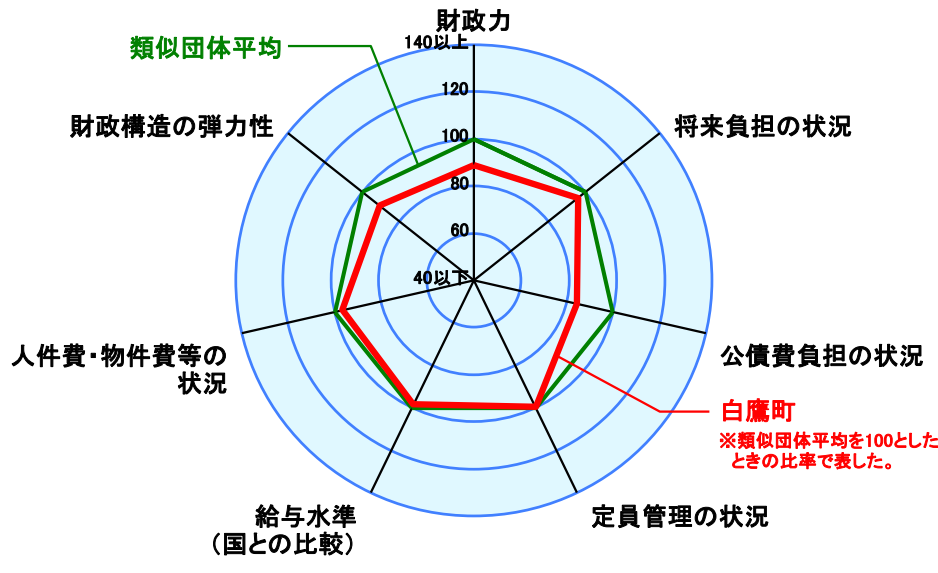 財政力
140以上
類似団体平均
120
財政構造の弾力性
将来負担の状況
100
80
60
40以下
人件費・物件費等の
状況
公債費負担の状況
白鷹町
※類似団体平均を100とした
ときの比率で表した。
給与水準
（国との比較）
定員管理の状況